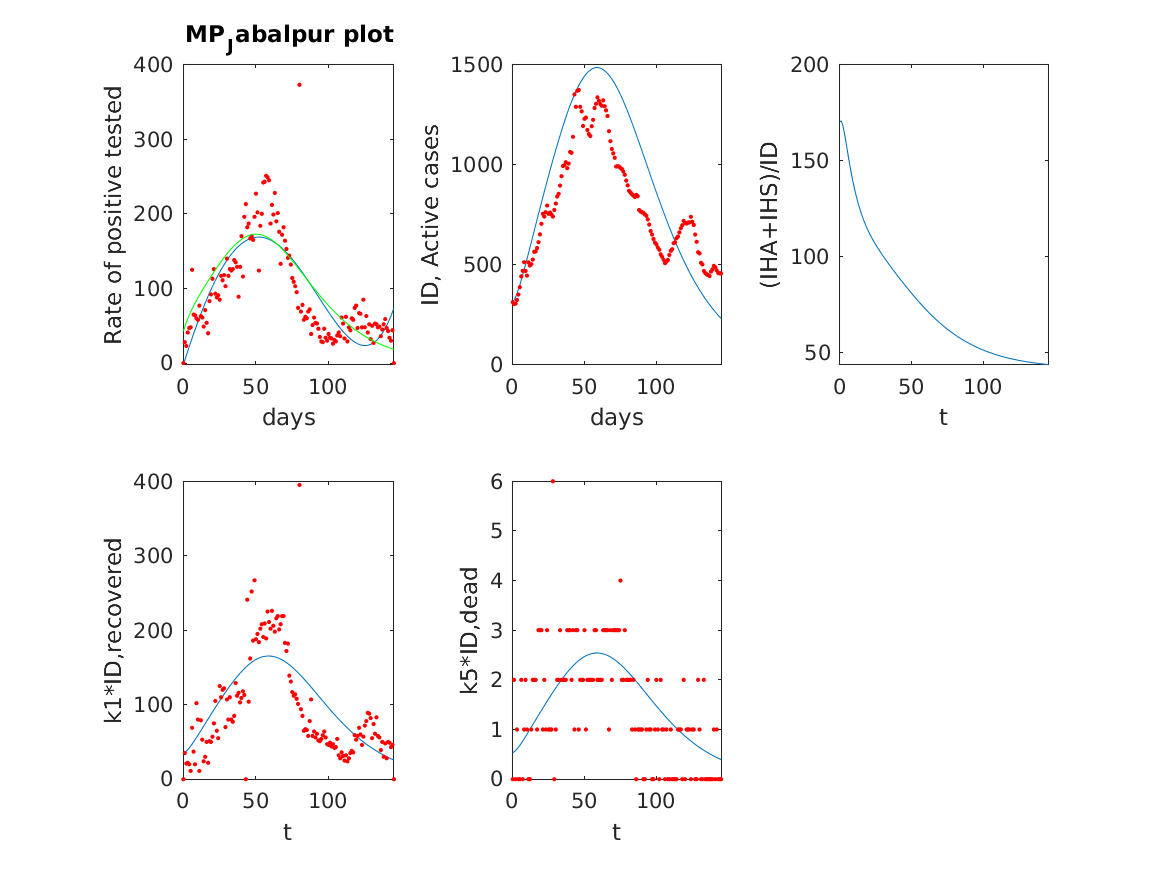 MP_Jabalpur plot
400
300
200
100
0
Rate of positive tested
0 50 100
days
1500
1000
500
0
ID, Active cases
0 50 100
days
200
150
100
50
(IHA+IHS)/ID
0 50 100
t
400
300
200
100
0
k1*ID,recovered
0 50 100
t
6
5
4
3
2
1
0
k5*ID,dead
0 50 100
t